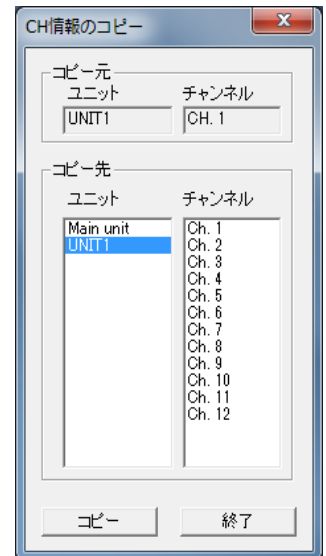 CH情報のコピー
コピー元
ユニット チャンネル
UNIT1 CH. 1
コピー先
ユニット チャンネル
Main unit Ch. 1
UNIT1 Ch. 2
Ch. 3
Ch. 4
Ch. 5
Ch. 6
Ch. 7
Ch. 8
Ch. 9
Ch. 10
Ch. 11
Ch. 12
コピー 終了